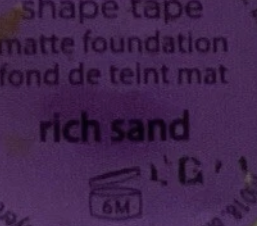 shape tape
matte foundation
fond de teint mat
rich sand
6M